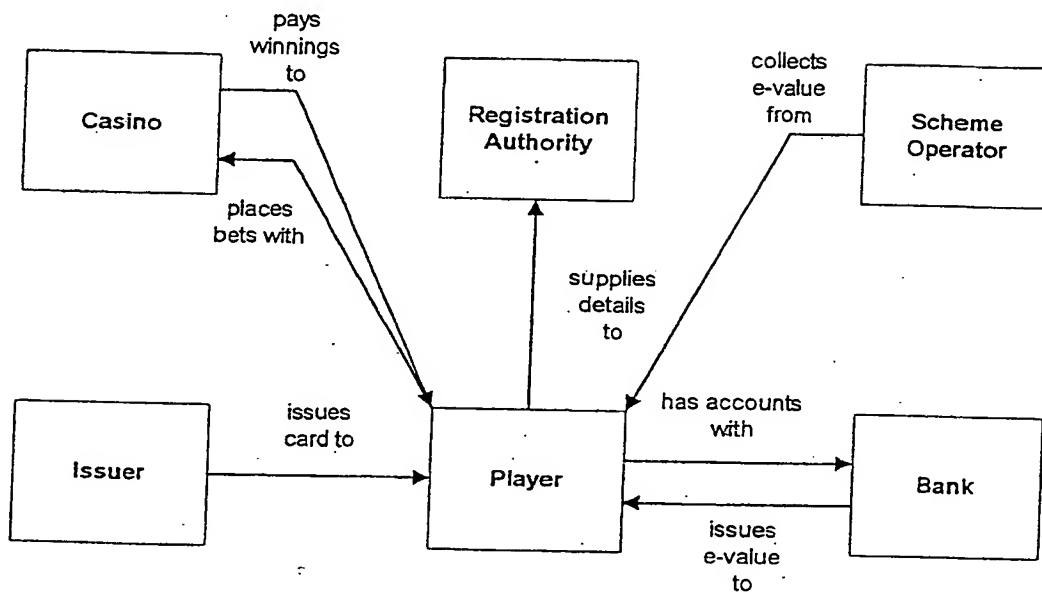 pays
winnings
to
Casino
places
bets with
Registration
Authority
collects
e-value
from
Scheme
Operator
supplies
details
to
Issuer
issues
card to
Player
has accounts
with
issues
e-value
to
Bank